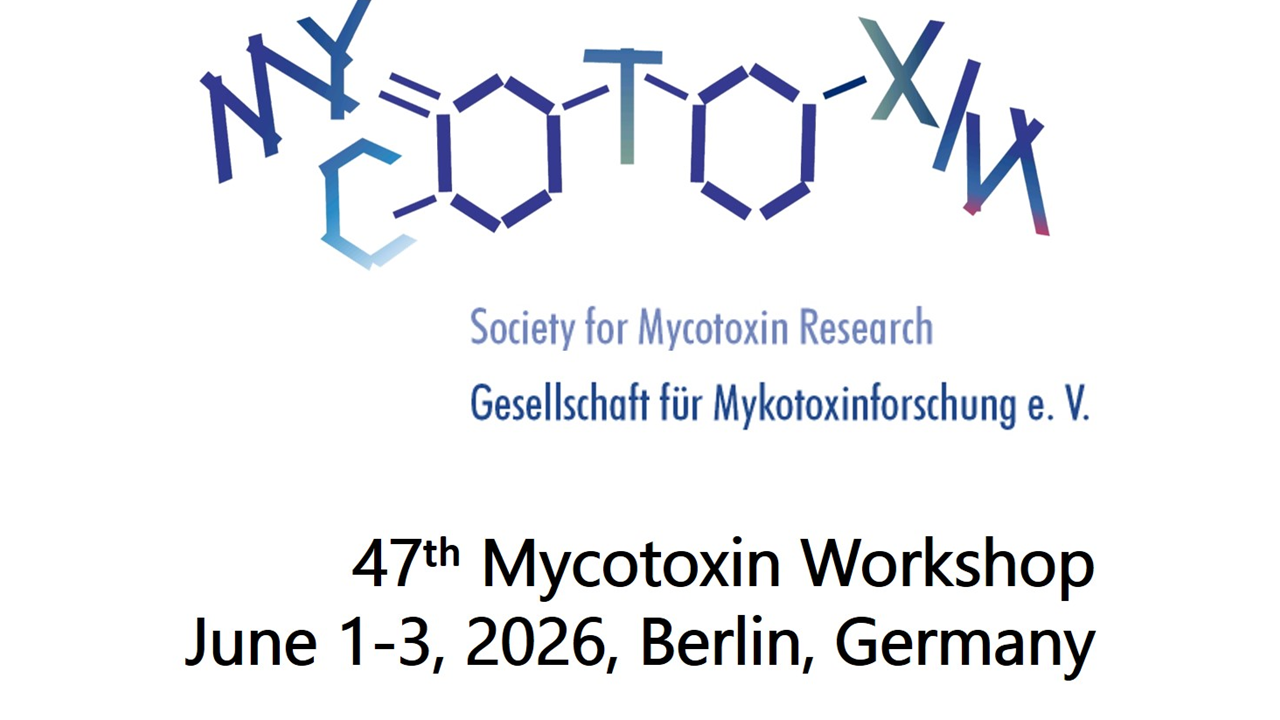 MYCOTOXIN
Society for Mycotoxin Research
Gesellschaft für Mykotoxinforschung e. V.
47th Mycotoxin Workshop
June 1-3, 2026, Berlin, Germany